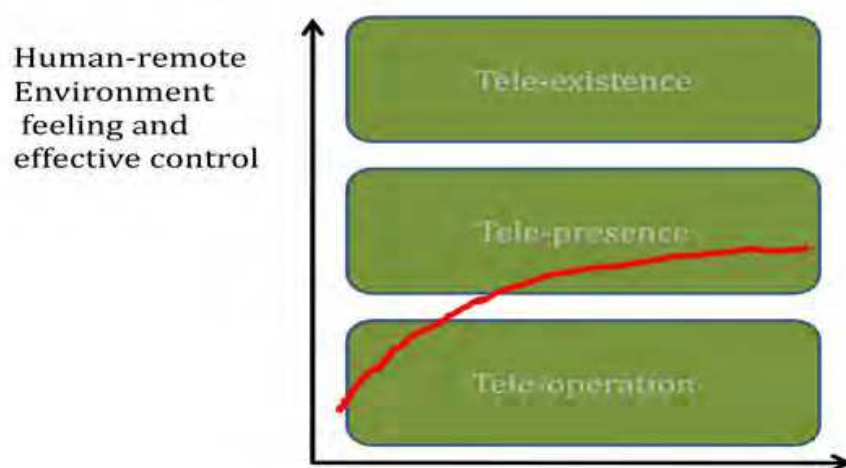 Human-remote
Environment
feeling and
effective control
Tele-existence
Tele-presence
Tele-operation